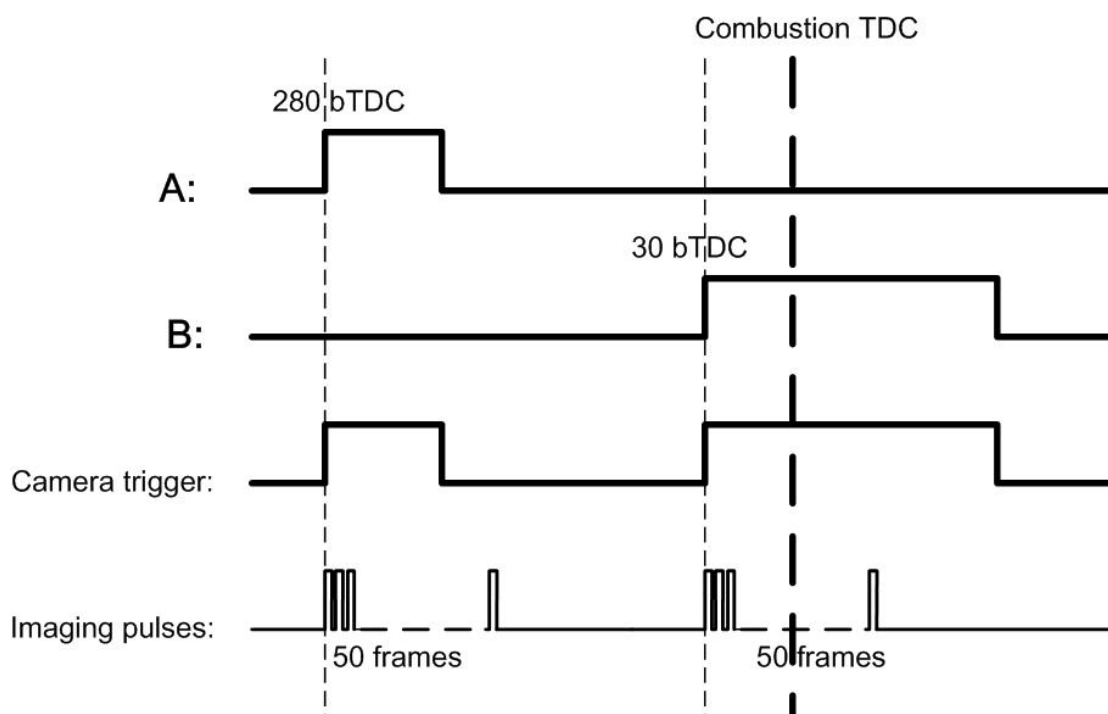 Combustion TDC
280 bTDC
A:
30 bTDC
B:
Camera trigger:
Imaging pulses:
50 frames
50 frames